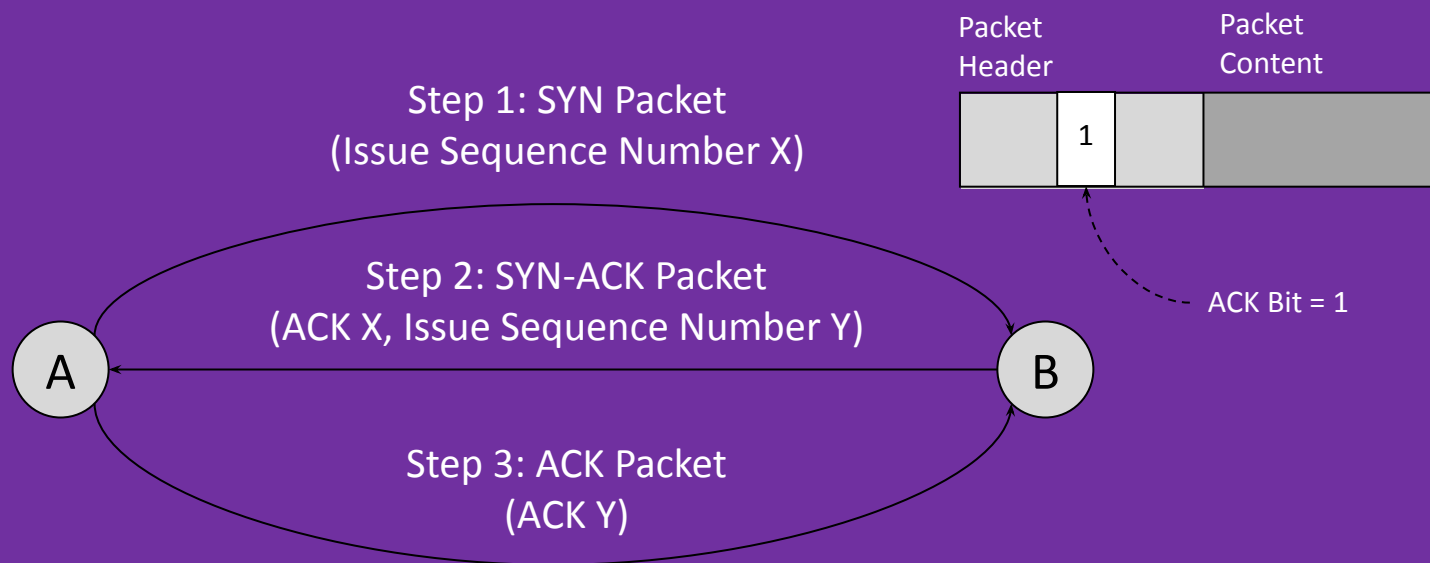 Packet
Header
Packet
Content
Step 1: SYN Packet
(Issue Sequence Number X)
1
Step 2: SYN-ACK Packet
(ACK X, Issue Sequence Number Y)
ACK Bit = 1
A
B
Step 3: ACK Packet
(ACK Y)